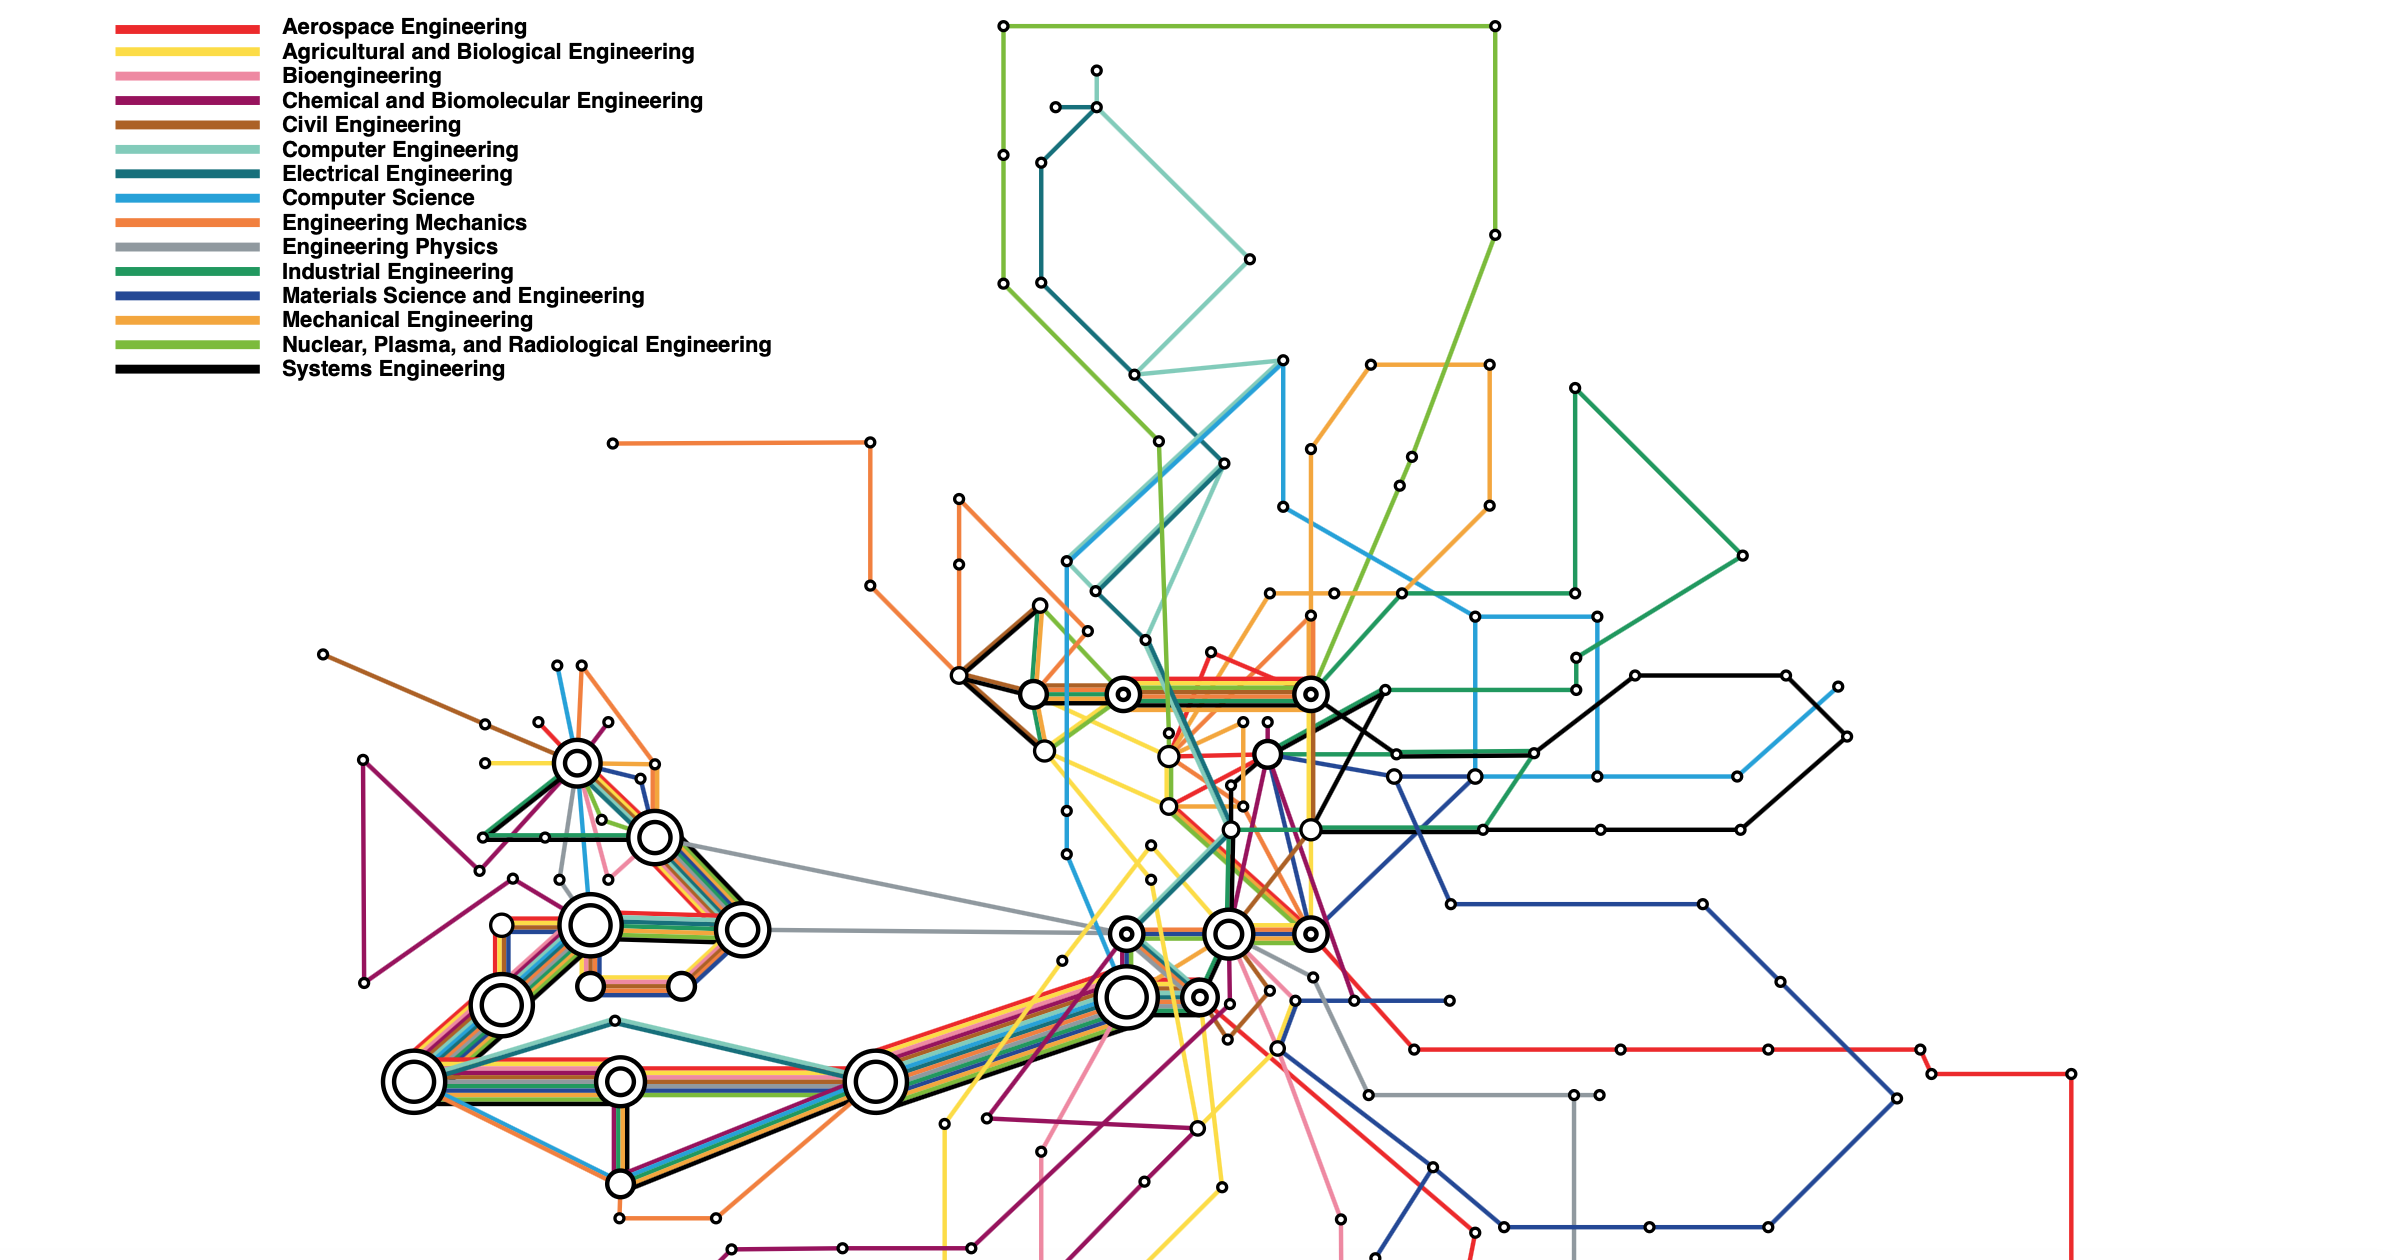 Aerospace Engineering
Agricultural and Biological Engineering
Bioengineering
Chemical and Biomolecular Engineering
Civil Engineering
Computer Engineering
Electrical Engineering
Computer Science
Engineering Mechanics
Engineering Physics
Industrial Engineering
Materials Science and Engineering
Mechanical Engineering
Nuclear, Plasma, and Radiological Engineering
Systems Engineering